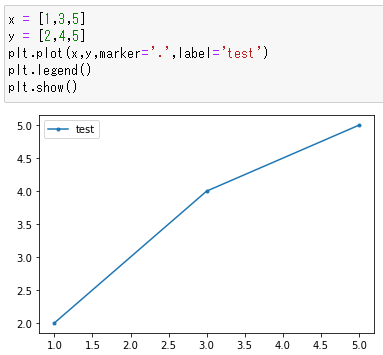 x = [1,3,5]
y = [2,4,5]
plt.plot(x,y,marker='.',label='test')
plt.legend()
plt.show()
test
5.0
4.5
4.0
3.5
3.0
2.5
2.0
1.0 1.5 2.0 2.5 3.0 3.5 4.0 4.5 5.0